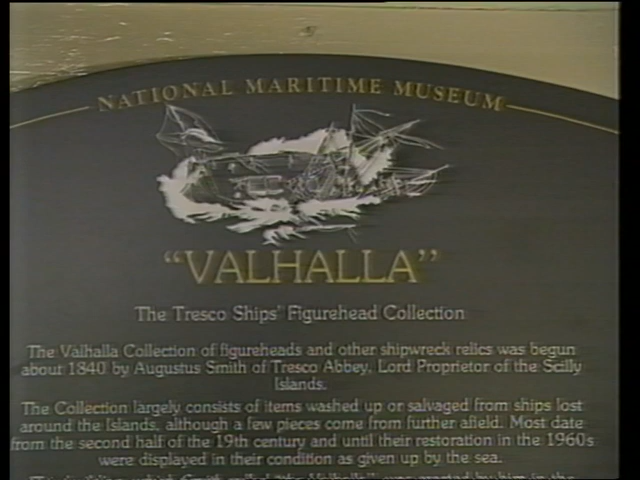 NATIONAL MARITIME MUSEUM
“VALHALLA”
The Tresco Ships' Figurehead Collection
The Valhalla Collection of figureheads and other shipwreck relics was begun
about 1840 by Augustus Smith of Tresco Abbey, Lord Proprietor of the Scilly
Islands.
The Collection largely consists of items washed up or salvaged from ships lost
around the Islands, although a few pieces come from further afield. Most date
from the second half of the 19th century and until their restoration in the 1960s
were displayed in their condition as given up by the sea.